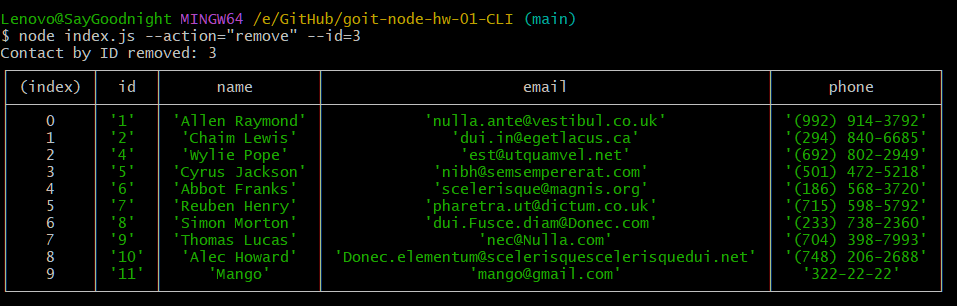 Lenovo@SayGoodnight MINGW64 /e/GitHub/goit-node-hw-01-CLI (main)
$ node index.js --action="remove" --id=3
Contact by ID removed: 3
(index) id name email phone
0 '1' 'Allen Raymond' 'nulla.ante@vestibul.co.uk' '(992) 914-3792'
1 '2' 'Chaim Lewis' 'dui.in@egetlacus.ca' '(294) 840-6685'
2 '4' 'Wylie Pope' 'est@utquamvel.net' '(692) 802-2949'
3 '5' 'Cyrus Jackson' 'nibh@semsempererat.com' '(501) 472-5218'
4 '6' 'Abbot Franks' 'scelerisque@magnis.org' '(186) 568-3720'
5 '7' 'Reuben Henry' 'pharetra.ut@dictum.co.uk' '(715) 598-5792'
6 '8' 'Simon Morton' 'dui.Fusce.diam@Donec.com' '(233) 738-2360'
7 '9' 'Thomas Lucas' 'nec@Nulla.com' '(704) 398-7993'
8 '10' 'Alec Howard' 'Donec.elementum@scelerisquescelerisquedui.net' '(748) 206-2688'
9 '11' 'Mango' 'mango@gmail.com' '322-22-22'